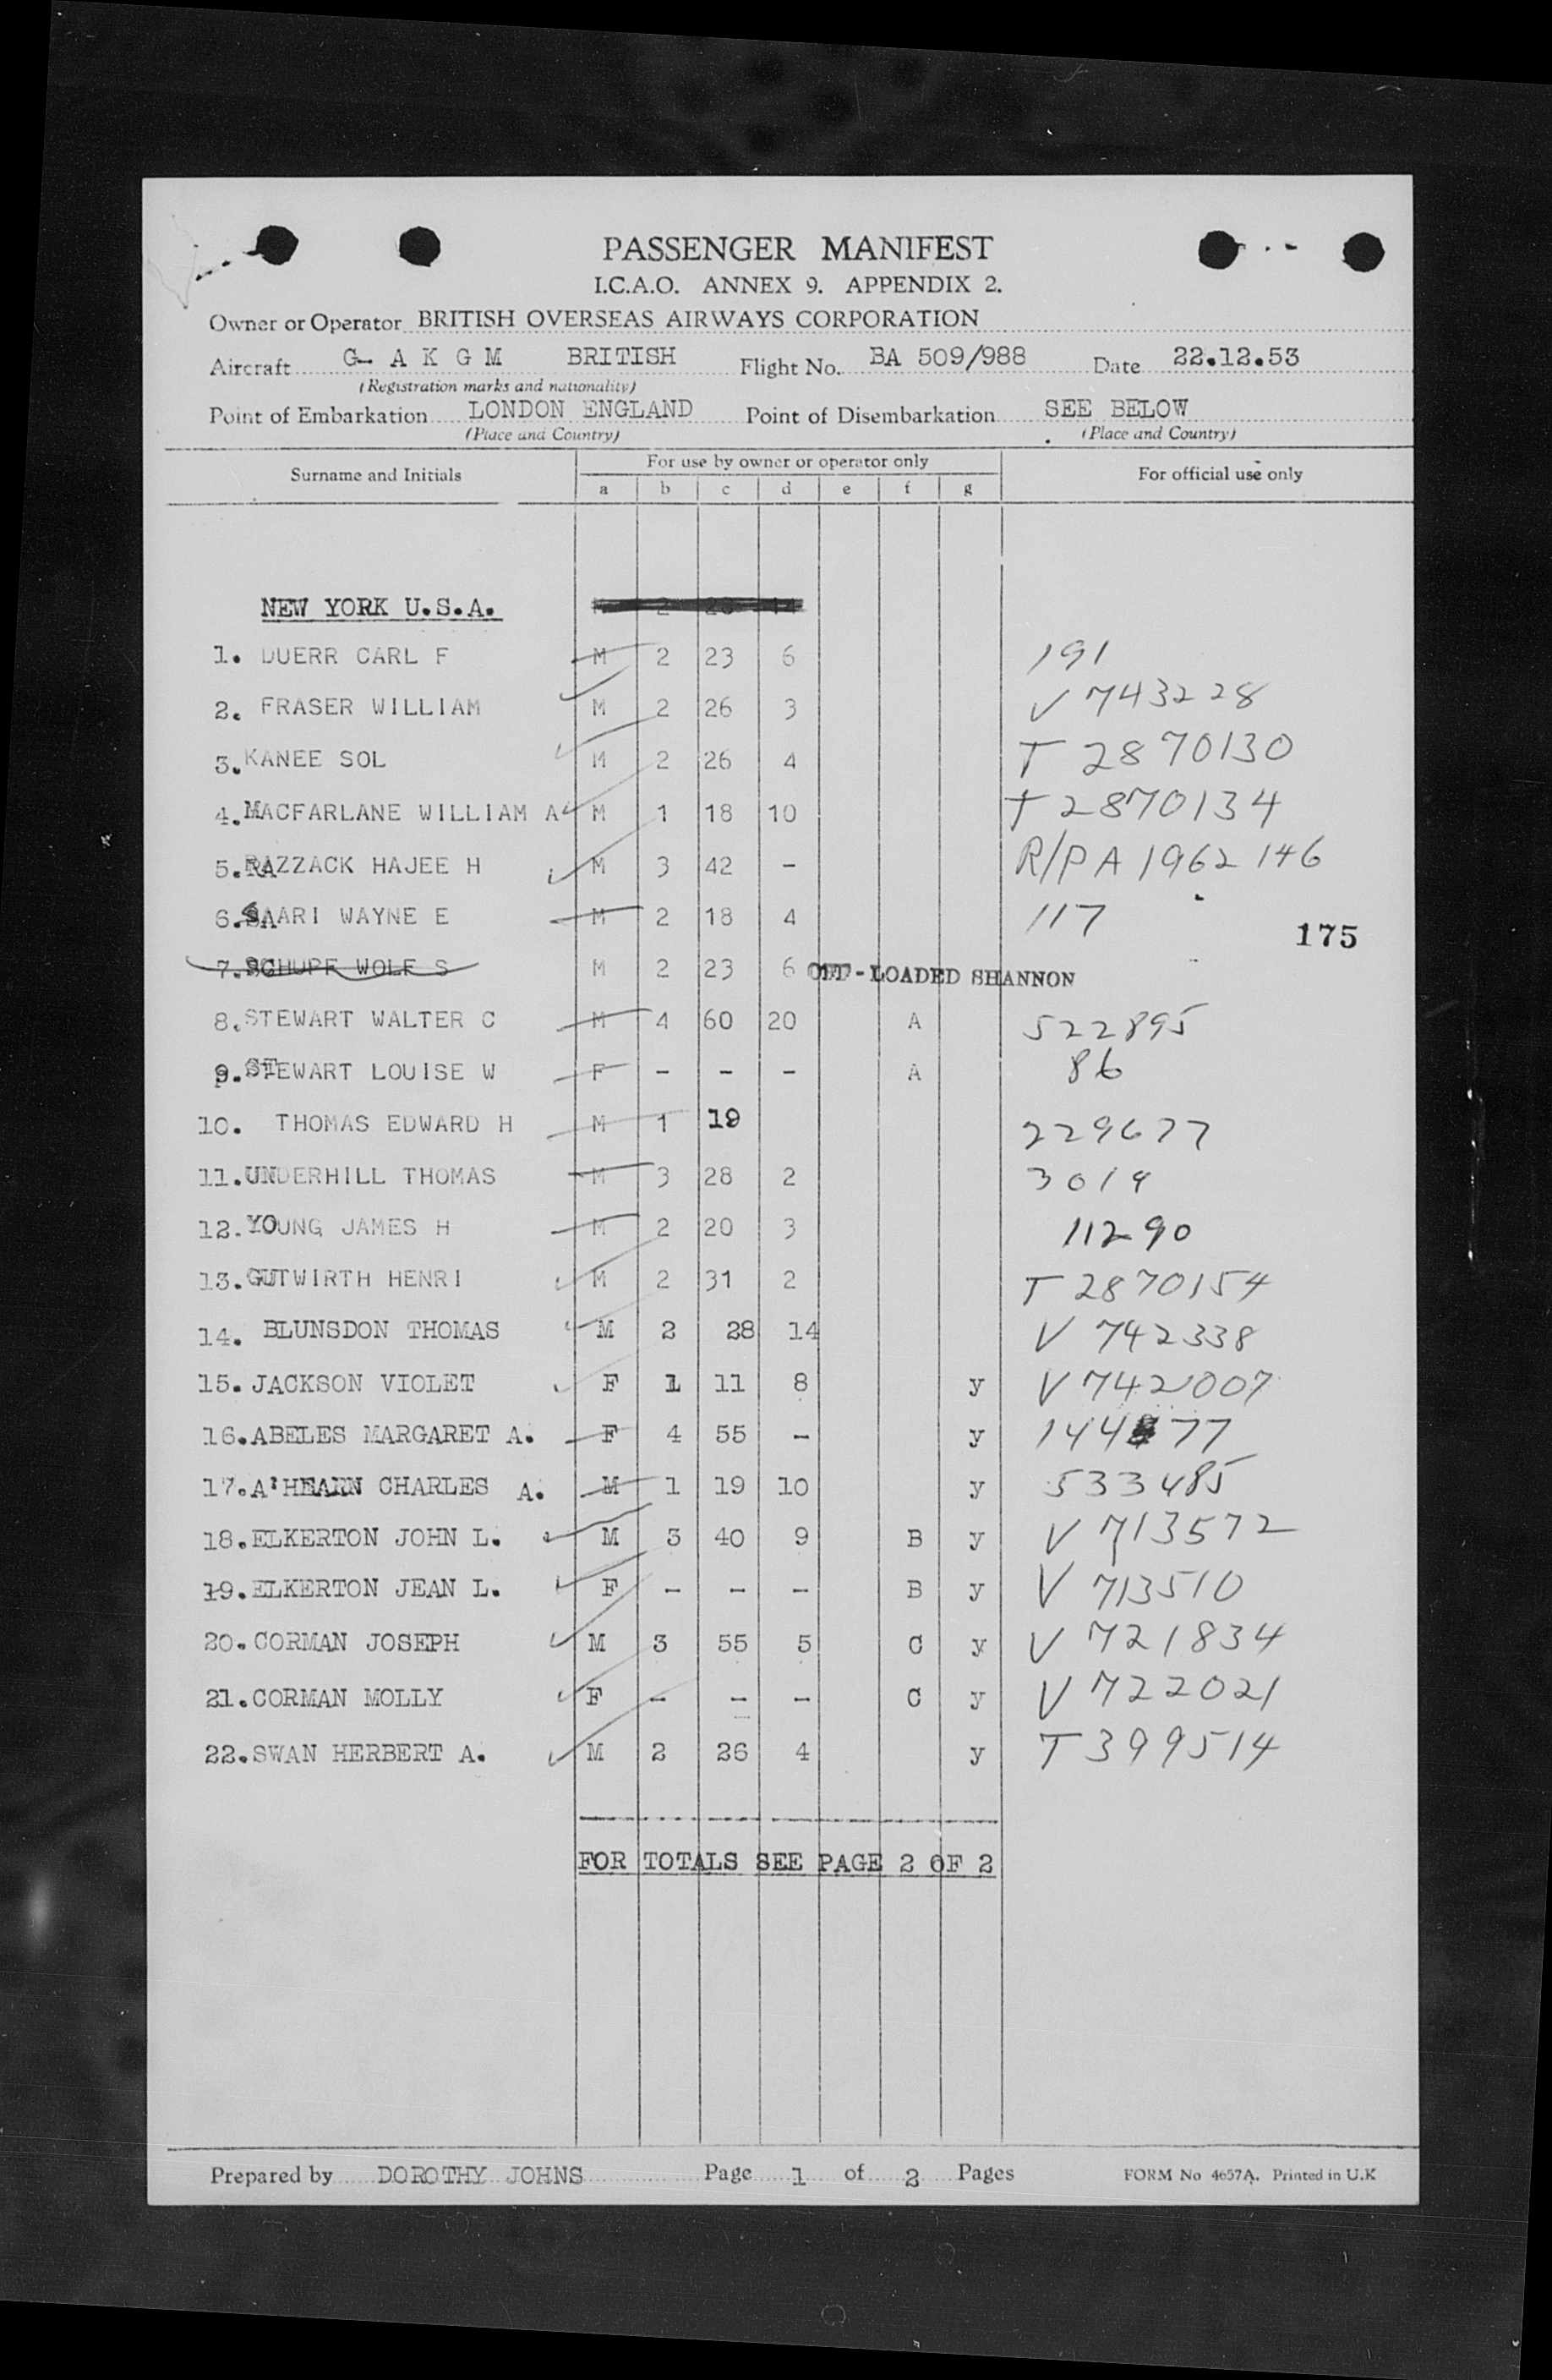 PASSENGER MANIFEST
I.C.A.O. ANNEX 9. APPENDIX 2.
Owner or Operator BRITISH OVERSEAS AIRWAYS CORPORATION
Aircraft G- A K G M BRITISH Flight No. BA 509/988 Date 22.12.53
(Registration marks and nationality)
Point of Embarkation LONDON ENGLAND Point of Disembarkation SEE BELOW
(Place and Country) (Place and Country)
Surname and Initials For use by owner or operator only For official use only
a b c d e f g
NEW YORK U.S.A.
1. DUERR CARL F M 2 23 6 191
2. FRASER WILLIAM M 2 26 3 V 743228
3. KANEE SOL M 2 26 4 T 2870130
4. MACFARLANE WILLIAM A M 1 18 10 T 2870134
5. RAZZACK HAJEE H M 3 42 - R/P A 1962 146
6. SAARI WAYNE E M 2 18 4 117
175
7. SCHUPF WOLF S M 2 23 6 OFF-LOADED SHANNON
8. STEWART WALTER C M 4 60 20 A 522895
9. STEWART LOUISE W F - - - A 86
10. THOMAS EDWARD H M 1 19 229677
11. UNDERHILL THOMAS M 3 28 2 3019
12. YOUNG JAMES H M 2 20 3 11290
13. GUTWIRTH HENRI M 2 31 2 T 2870154
14. BLUNSDON THOMAS M 2 28 14 V 742338
15. JACKSON VIOLET F 1 11 8 y V 742007
16. ABELES MARGARET A. F 4 55 - y
17. A'HEARN CHARLES A. M 1 19 10 y 533485
18. ELKERTON JOHN L. M 3 40 9 B y V 713572
19. ELKERTON JEAN L. F - - - B y V 713510
20. CORMAN JOSEPH M 3 55 5 C y V 721834
21. CORMAN MOLLY F - - - C y V 722021
22. SWAN HERBERT A. M 2 26 4 y T 399514
FOR TOTALS SEE PAGE 2 OF 2
Prepared by DOROTHY JOHNS Page 1 of 2 Pages FORM No 4657A. Printed in U.K